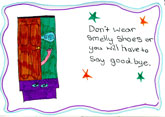 Don't wear
smelly shoes or
you will have to
say good bye.